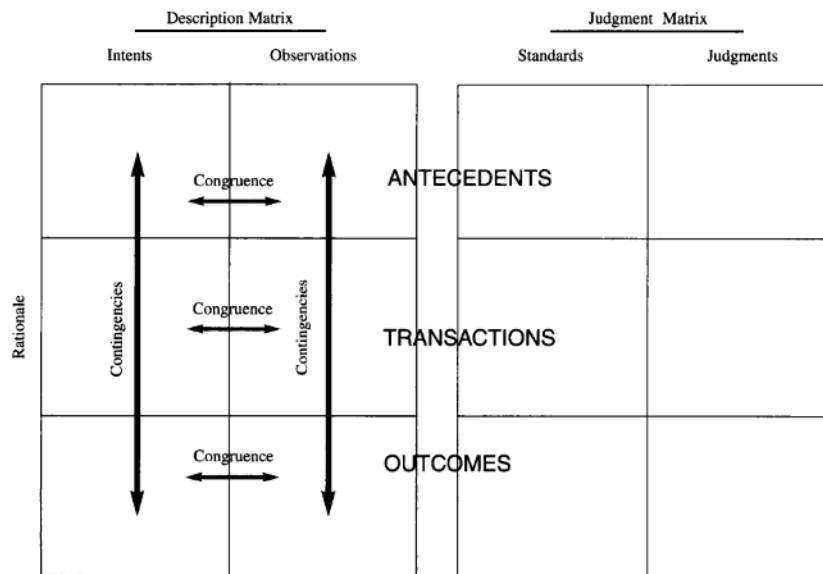 Description Matrix
Judgment Matrix
Intents
Observations
Standards
Judgments
Congruence
ANTECEDENTS
Rationale
Contingencies
Congruence
Contingencies
TRANSACTIONS
Congruence
OUTCOMES